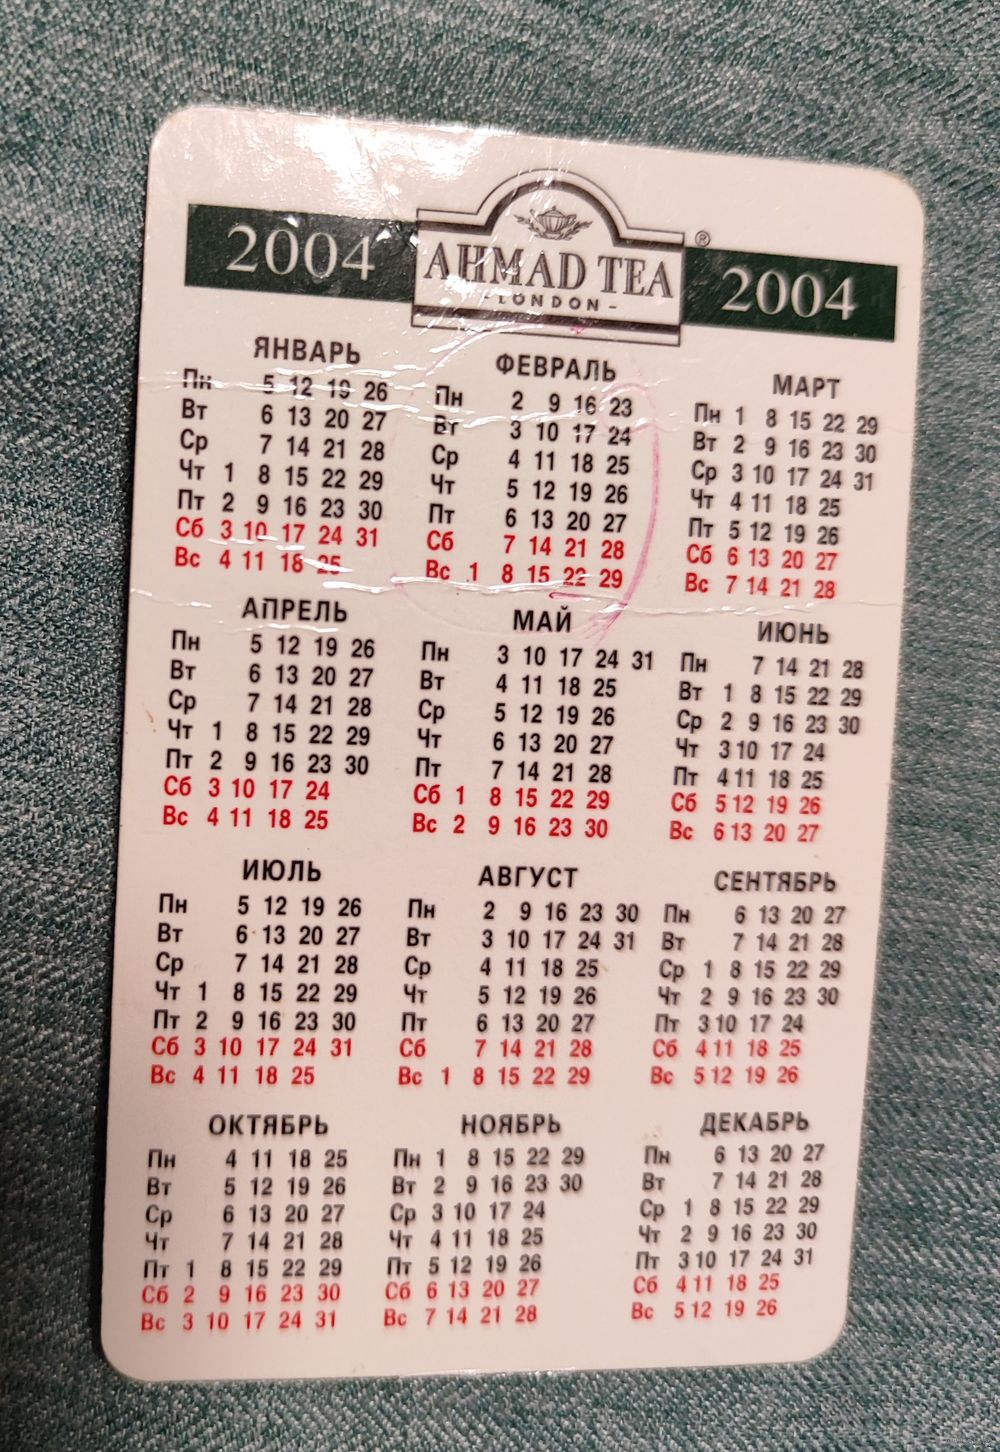 2004 AHMAD TEA ® 2004
- LONDON -
ЯНВАРЬ
Пн 5 12 19 26
Вт 6 13 20 27
Ср 7 14 21 28
Чт 1 8 15 22 29
Пт 2 9 16 23 30
Сб 3 10 17 24 31
Вс 4 11 18 25
ФЕВРАЛЬ
Пн 2 9 16 23
Вт 3 10 17 24
Ср 4 11 18 25
Чт 5 12 19 26
Пт 6 13 20 27
Сб 7 14 21 28
Вс 1 8 15 22 29
МАРТ
Пн 1 8 15 22 29
Вт 2 9 16 23 30
Ср 3 10 17 24 31
Чт 4 11 18 25
Пт 5 12 19 26
Сб 6 13 20 27
Вс 7 14 21 28
АПРЕЛЬ
Пн 5 12 19 26
Вт 6 13 20 27
Ср 7 14 21 28
Чт 1 8 15 22 29
Пт 2 9 16 23 30
Сб 3 10 17 24
Вс 4 11 18 25
МАЙ
Пн 3 10 17 24 31
Вт 4 11 18 25
Ср 5 12 19 26
Чт 6 13 20 27
Пт 7 14 21 28
Сб 1 8 15 22 29
Вс 2 9 16 23 30
ИЮНЬ
Пн 7 14 21 28
Вт 1 8 15 22 29
Ср 2 9 16 23 30
Чт 3 10 17 24
Пт 4 11 18 25
Сб 5 12 19 26
Вс 6 13 20 27
ИЮЛЬ
Пн 5 12 19 26
Вт 6 13 20 27
Ср 7 14 21 28
Чт 1 8 15 22 29
Пт 2 9 16 23 30
Сб 3 10 17 24 31
Вс 4 11 18 25
АВГУСТ
Пн 2 9 16 23 30
Вт 3 10 17 24 31
Ср 4 11 18 25
Чт 5 12 19 26
Пт 6 13 20 27
Сб 7 14 21 28
Вс 1 8 15 22 29
СЕНТЯБРЬ
Пн 6 13 20 27
Вт 7 14 21 28
Ср 1 8 15 22 29
Чт 2 9 16 23 30
Пт 3 10 17 24
Сб 4 11 18 25
Вс 5 12 19 26
ОКТЯБРЬ
Пн 4 11 18 25
Вт 5 12 19 26
Ср 6 13 20 27
Чт 7 14 21 28
Пт 1 8 15 22 29
Сб 2 9 16 23 30
Вс 3 10 17 24 31
НОЯБРЬ
Пн 1 8 15 22 29
Вт 2 9 16 23 30
Ср 3 10 17 24
Чт 4 11 18 25
Пт 5 12 19 26
Сб 6 13 20 27
Вс 7 14 21 28
ДЕКАБРЬ
Пн 6 13 20 27
Вт 7 14 21 28
Ср 1 8 15 22 29
Чт 2 9 16 23 30
Пт 3 10 17 24 31
Сб 4 11 18 25
Вс 5 12 19 26